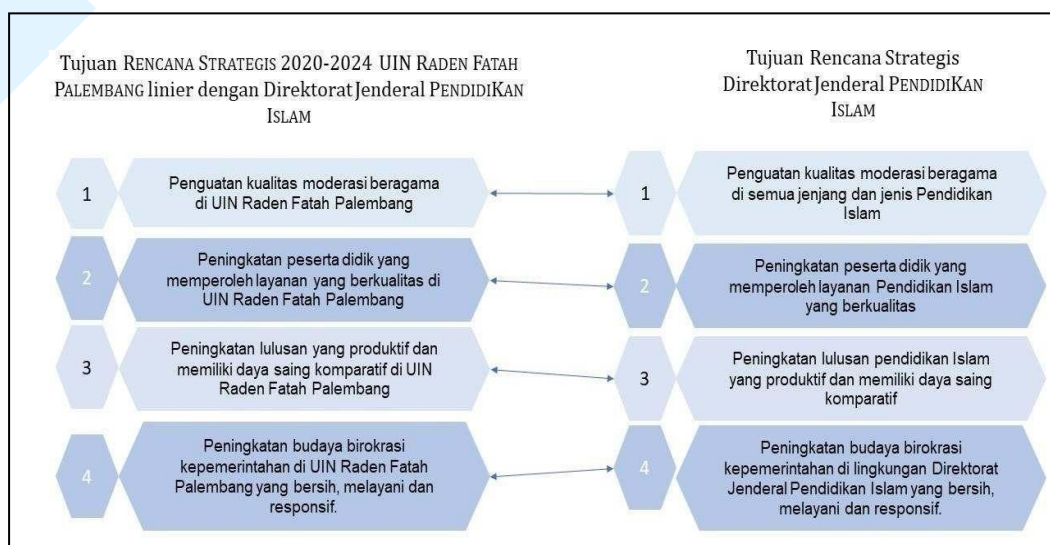 Tujuan RENCANA STRATEGIS 2020-2024 UIN RADEN FATAH
PALEMBANG linier dengan Direktorat Jenderal PENDIDIKAN
ISLAM
1
Penguatan kualitas moderasi beragama
di UIN Raden Fatah Palembang
2
Peningkatan peserta didik yang
memperoleh layanan yang berkualitas di
UIN Raden Fatah Palembang
3
Peningkatan lulusan yang produktif dan
memiliki daya saing komparatif di UIN
Raden Fatah Palembang
4
Peningkatan budaya birokrasi
kepemerintahan di UIN Raden Fatah
Palembang yang bersih, melayani dan
responsif.
Tujuan Rencana Strategis
Direktorat Jenderal PENDIDIKAN
ISLAM
1
Penguatan kualitas moderasi beragama
di semua jenjang dan jenis Pendidikan
Islam
2
Peningkatan peserta didik yang
memperoleh layanan Pendidikan Islam
yang berkualitas
3
Peningkatan lulusan pendidikan Islam
yang produktif dan memiliki daya saing
komparatif
4
Peningkatan budaya birokrasi
kepemerintahan di lingkungan Direktorat
Jenderal Pendidikan Islam yang bersih,
melayani dan responsif.